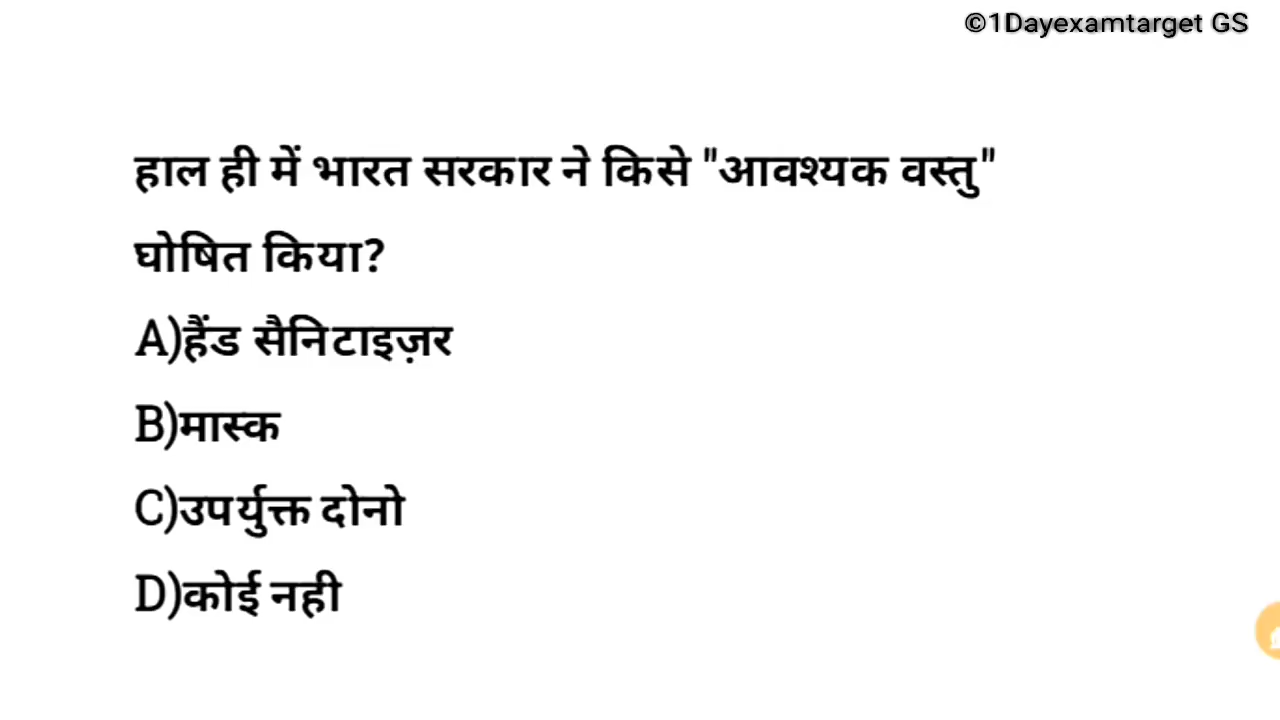 ©1Dayexamtarget GS
हाल ही में भारत सरकार ने किसे "आवश्यक वस्तु"
घोषित किया?
A)हैंड सैनिटाइज़र
B)मास्क
C)उपर्युक्त दोनो
D)कोई नही